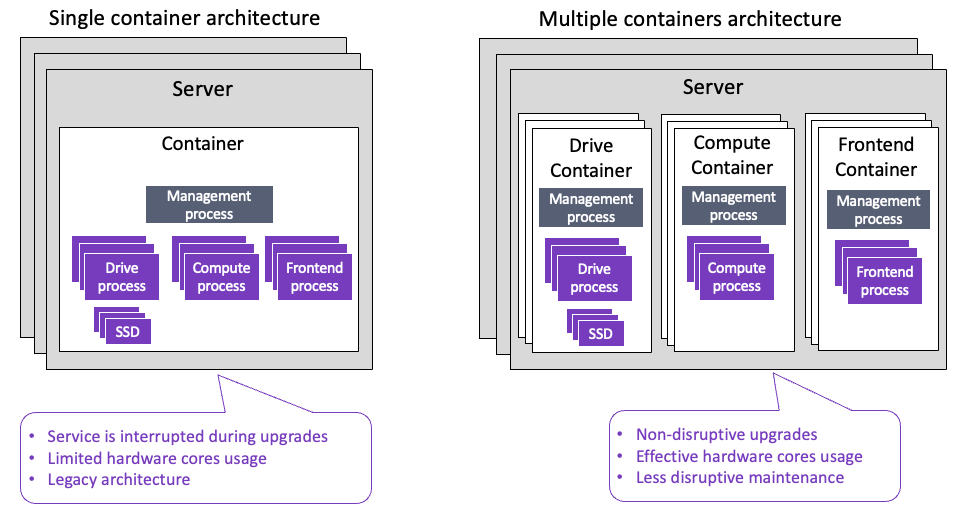 Single container architecture
Server
Container
Management
process
Drive
process
Compute
process
Frontend
process
SSD
• Service is interrupted during upgrades
• Limited hardware cores usage
• Legacy architecture
Multiple containers architecture
Server
Drive
Container
Management
process
Drive
process
SSD
Compute
Container
Management
process
Compute
process
Frontend
Container
Management
process
Frontend
process
• Non-disruptive upgrades
• Effective hardware cores usage
• Less disruptive maintenance